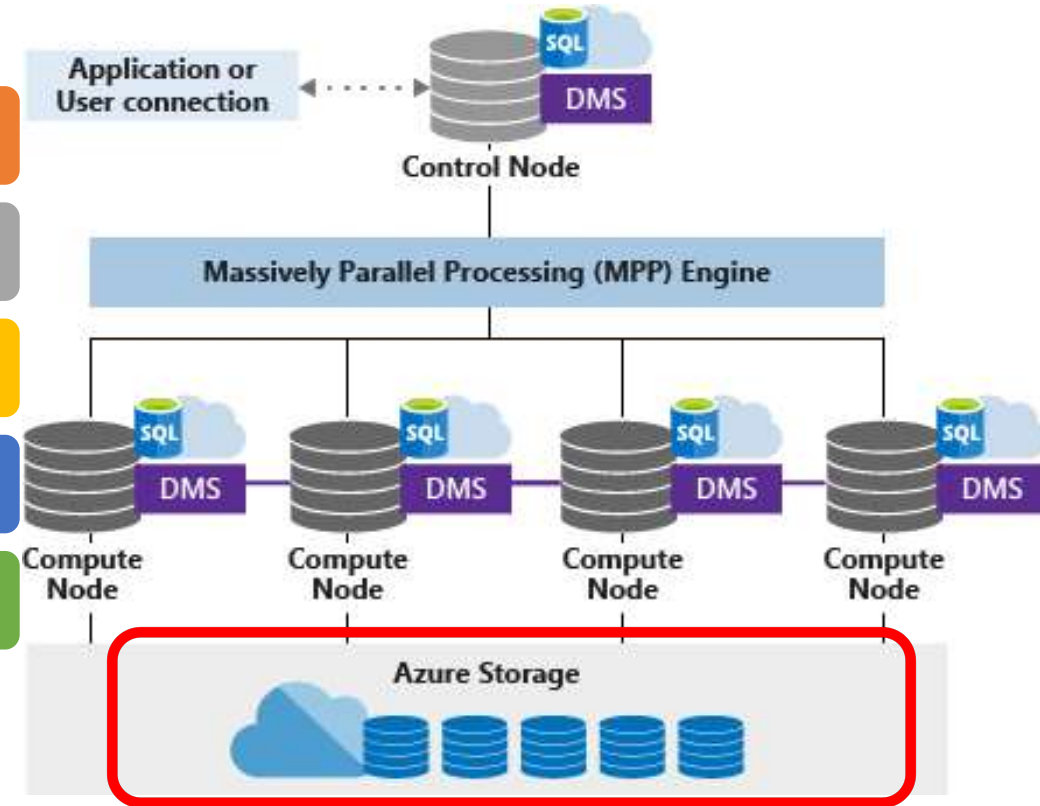 SQL
Application or
User connection
DMS
Control Node
Massively Parallel Processing (MPP) Engine
SQL
SQL
SQL
SQL
DMS
DMS
DMS
DMS
Compute
Node
Compute
Node
Compute
Node
Compute
Node
Azure Storage